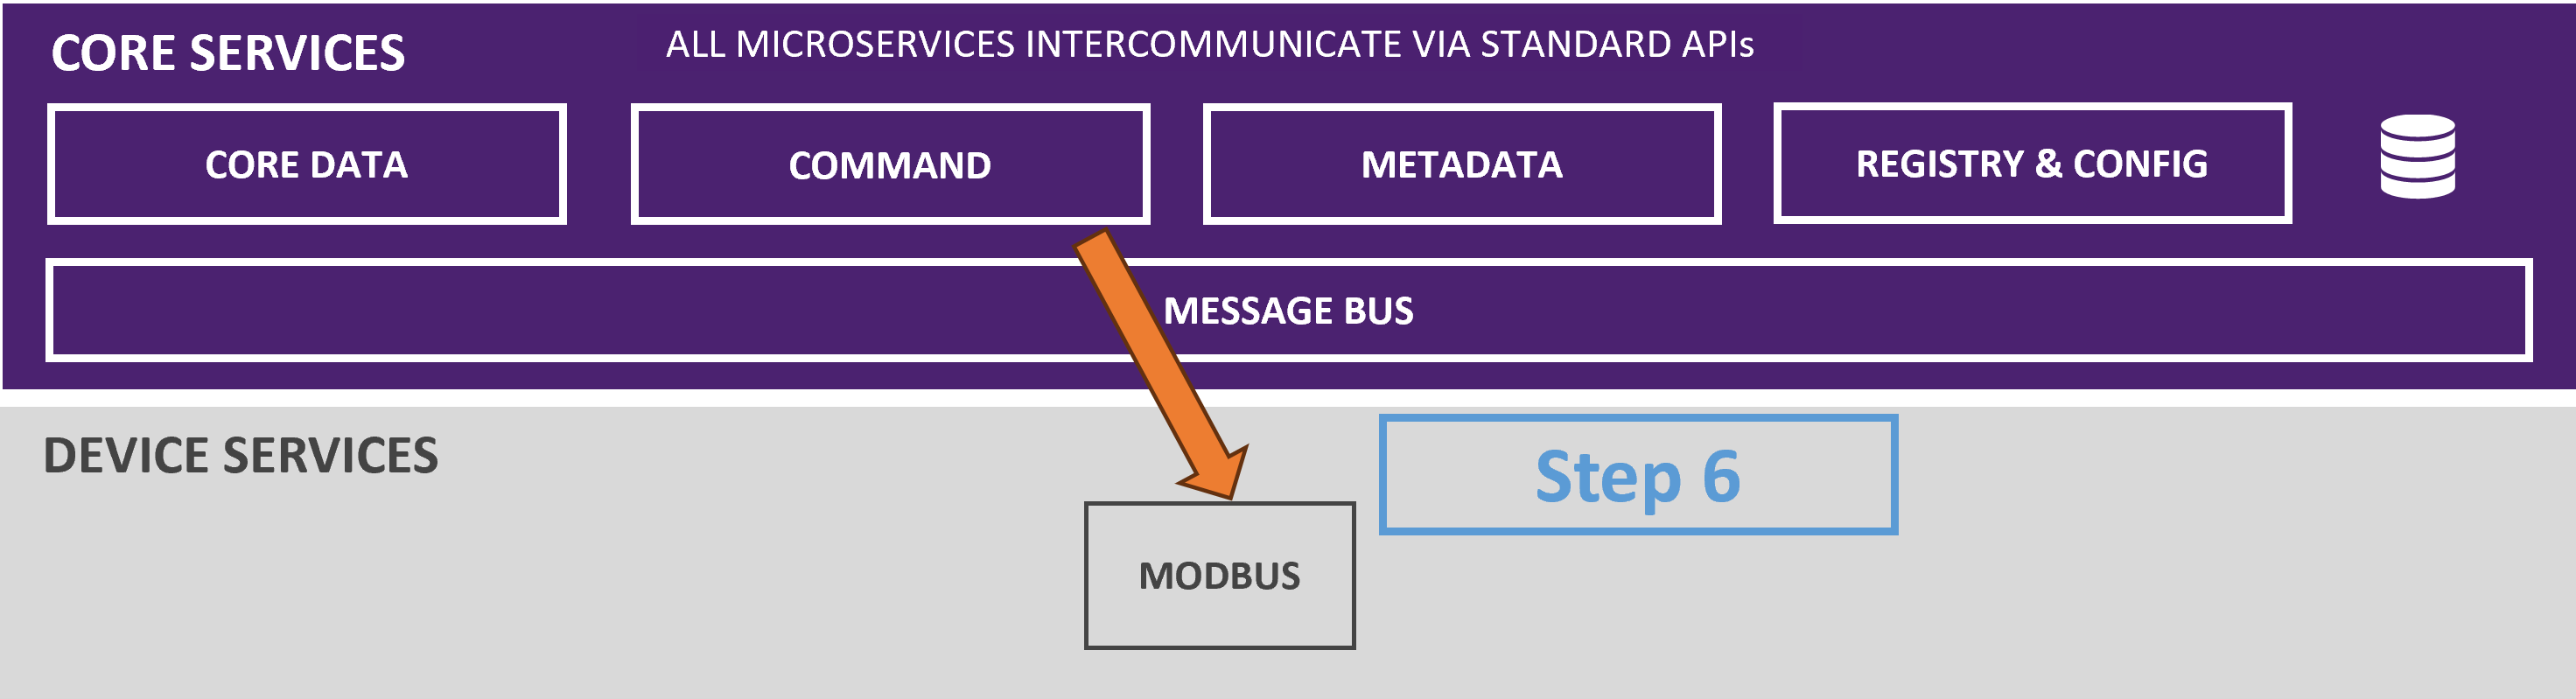 CORE SERVICES
ALL MICROSERVICES INTERCOMMUNICATE VIA STANDARD APIs
CORE DATA
COMMAND
METADATA
REGISTRY & CONFIG
MESSAGE BUS
DEVICE SERVICES
Step 6
MODBUS